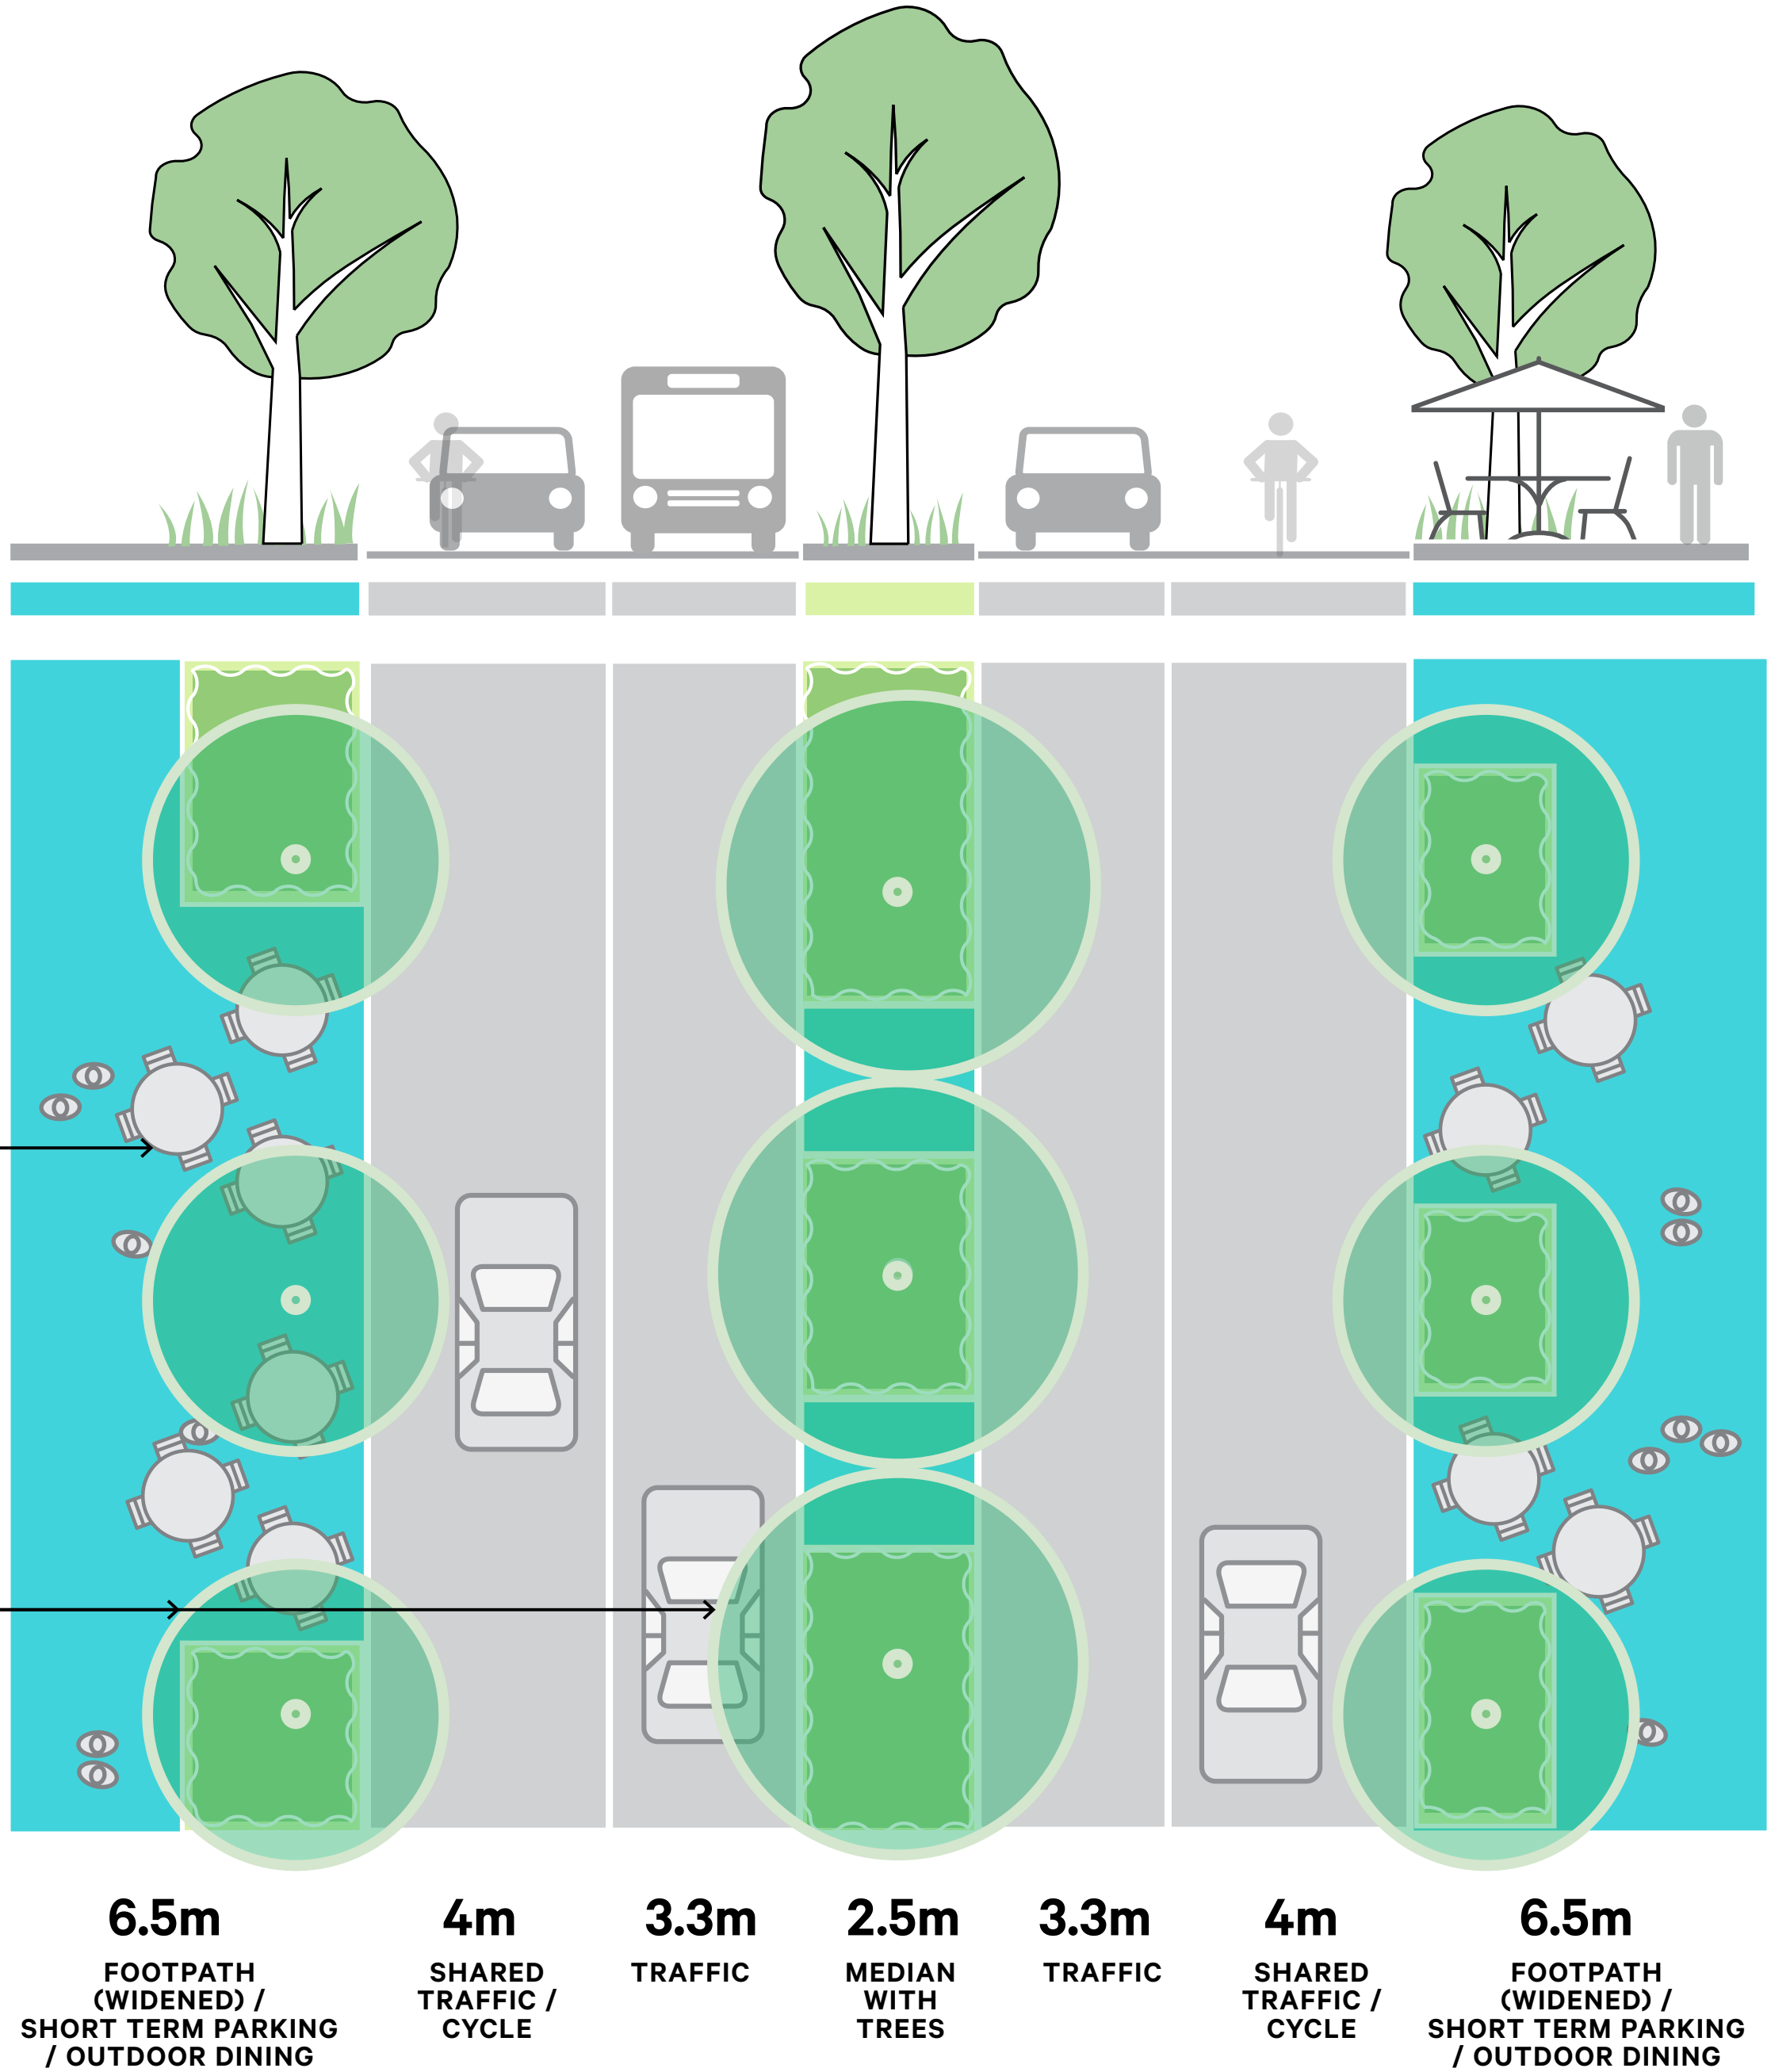 6.5m
FOOTPATH
(WIDENED) /
SHORT TERM PARKING
/ OUTDOOR DINING
4m
SHARED
TRAFFIC /
CYCLE
3.3m
TRAFFIC
2.5m
MEDIAN
WITH
TREES
3.3m
TRAFFIC
4m
SHARED
TRAFFIC /
CYCLE
6.5m
FOOTPATH
(WIDENED) /
SHORT TERM PARKING
/ OUTDOOR DINING